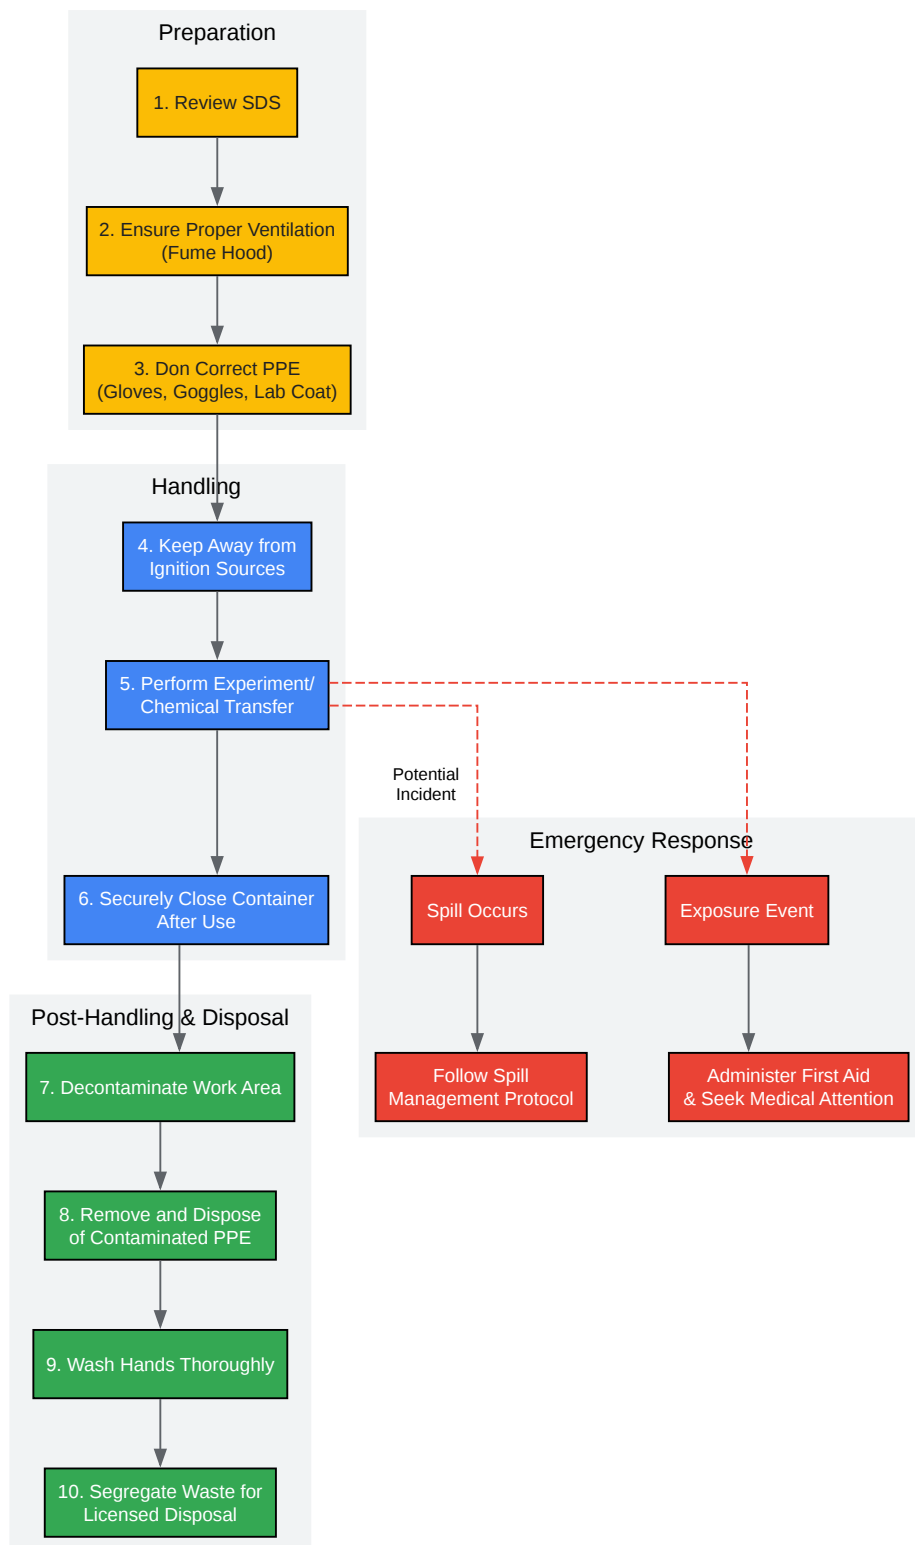 Preparation
1. Review SDS
2. Ensure Proper Ventilation
(Fume Hood)
3. Don Correct PPE
(Gloves, Goggles, Lab Coat)
Handling
4. Keep Away from
Ignition Sources
5. Perform Experiment/
Chemical Transfer
Potential
Incident
6. Securely Close Container
After Use
Emergency Response
Spill Occurs
Exposure Event
Follow Spill
Management Protocol
Administer First Aid
& Seek Medical Attention
Post-Handling & Disposal
7. Decontaminate Work Area
8. Remove and Dispose
of Contaminated PPE
9. Wash Hands Thoroughly
10. Segregate Waste for
Licensed Disposal